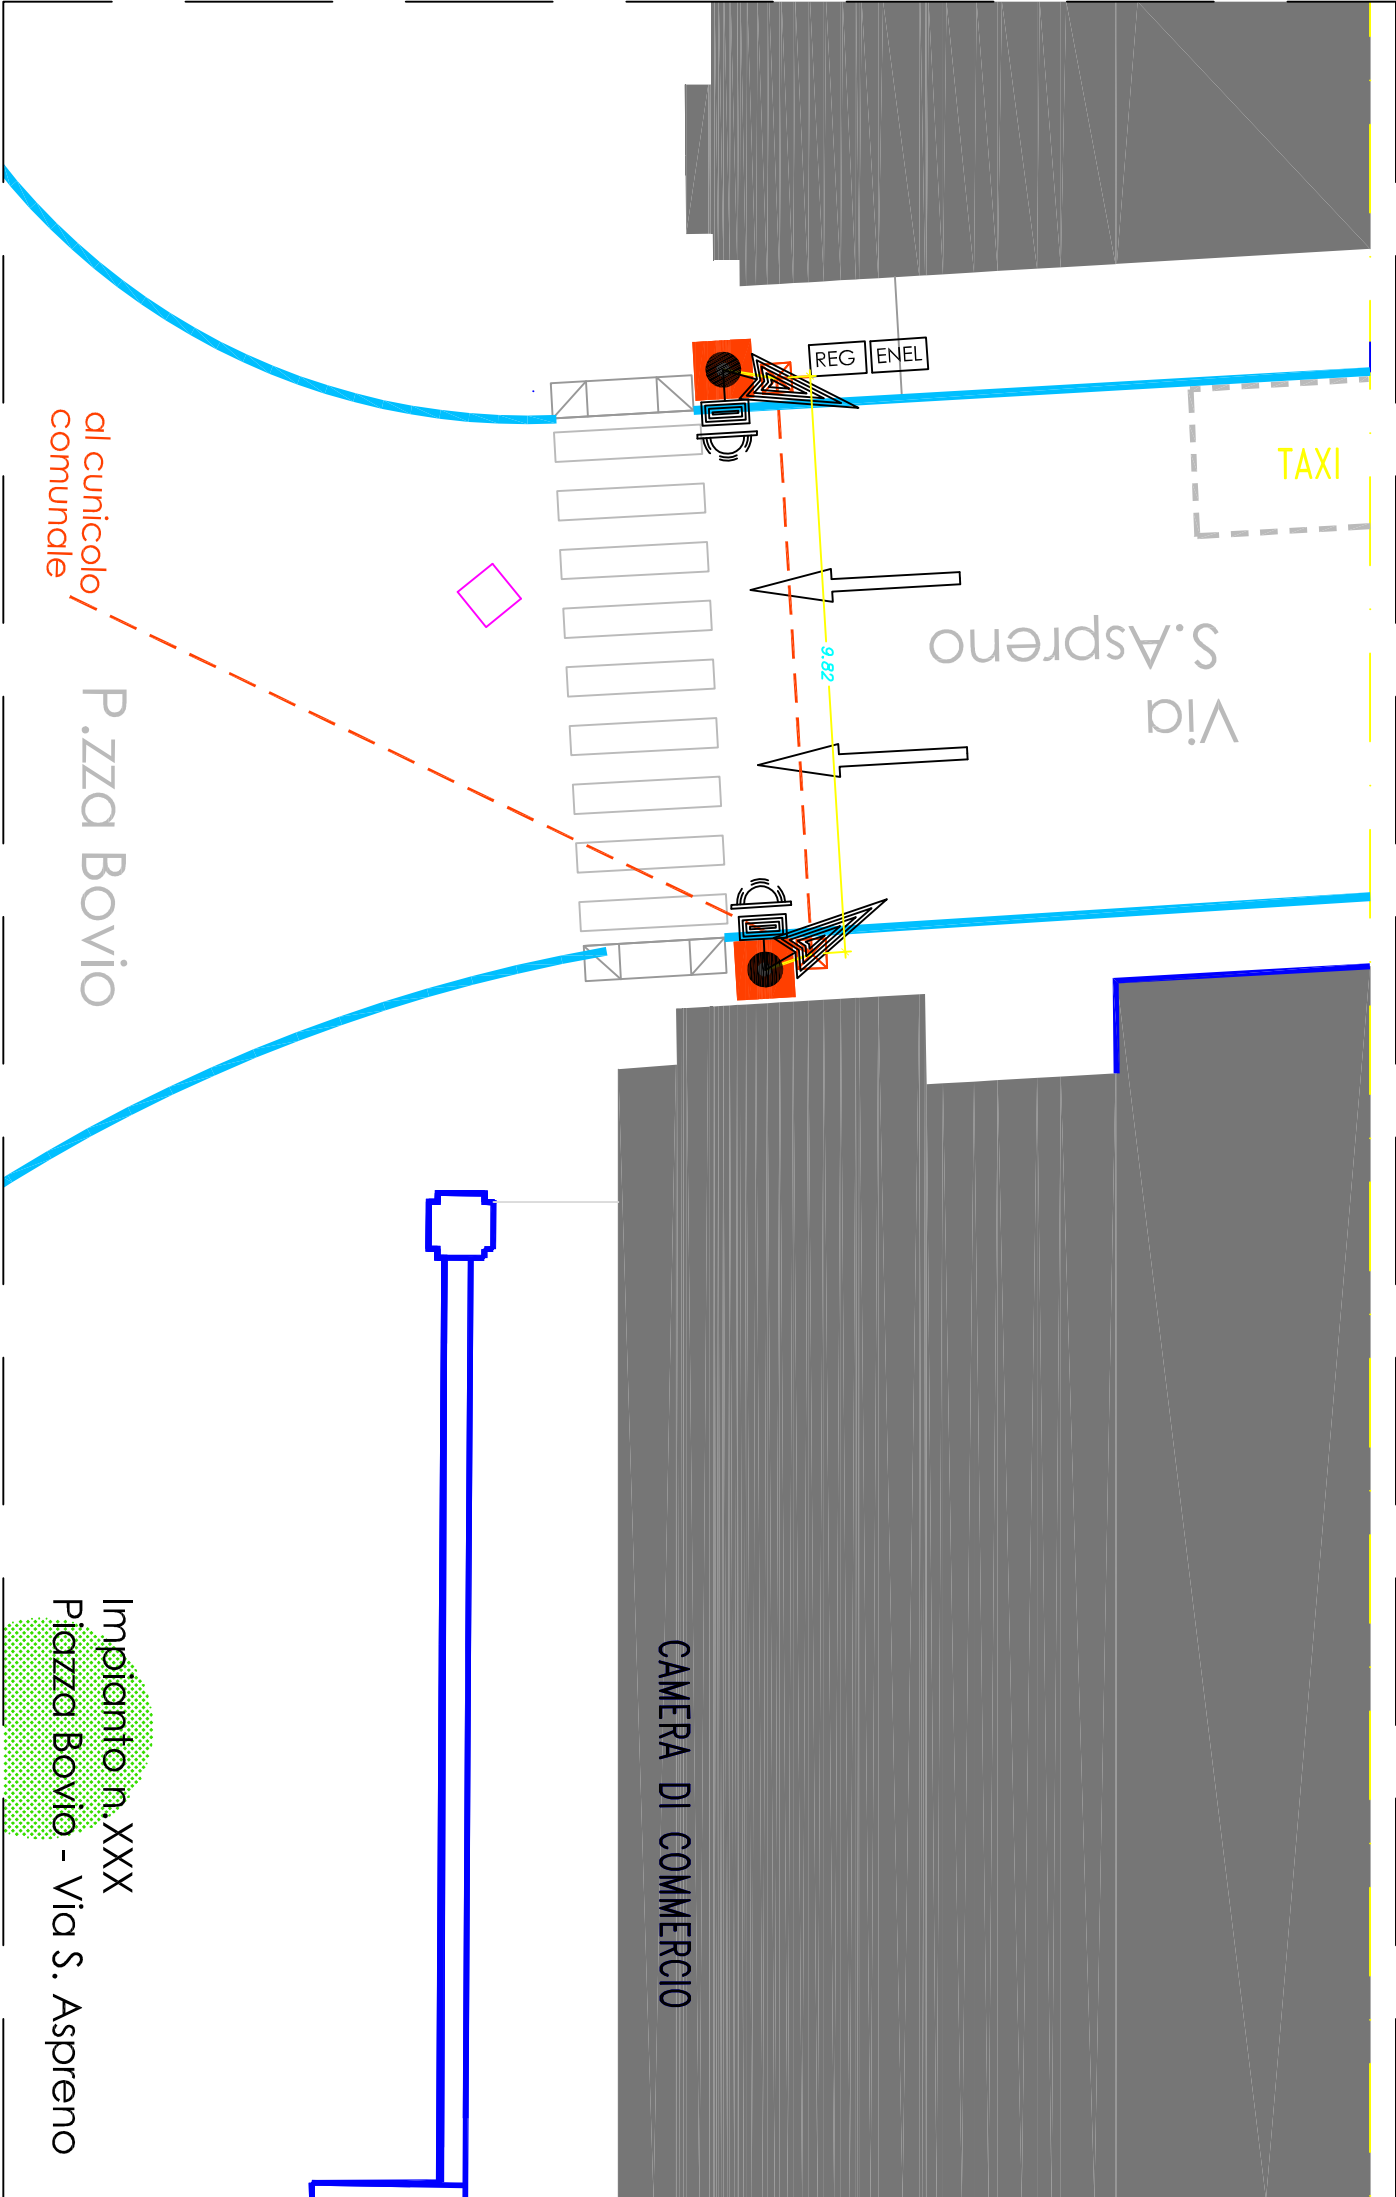 REG
ENEL
TAXI
al cunicolo
comunale
Via
S.Aspreno
9.82
P.zza Bovio
CAMERA DI COMMERCIO
Impianto n.XXX
Piazza Bovio - Via S. Aspreno